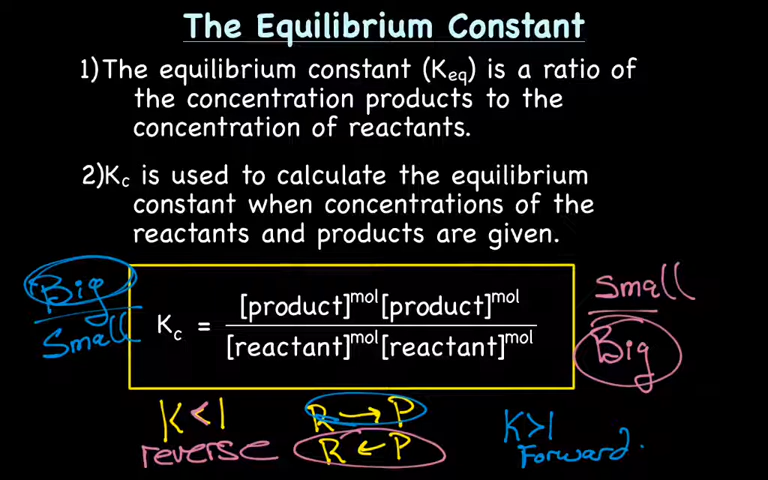 The Equilibrium Constant
1) The equilibrium constant (Keq) is a ratio of
the concentration products to the
concentration of reactants.
2) Kc is used to calculate the equilibrium
constant when concentrations of the
reactants and products are given.
Big
Small
Kc = [product]mol[product]mol
[reactant]mol[reactant]mol
Small
Big
K < 1
reverse
R → P
R ← P
K > 1
Forward.